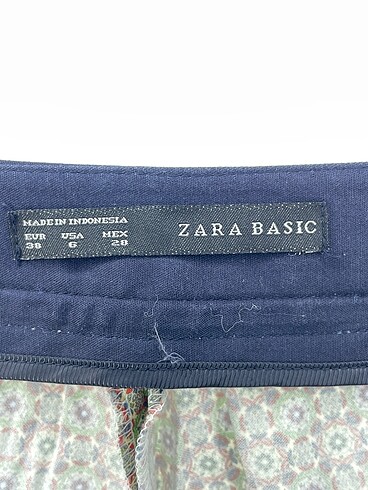 MADE IN INDONESIA
EUR USA MEX
38 6 28
ZARA BASIC